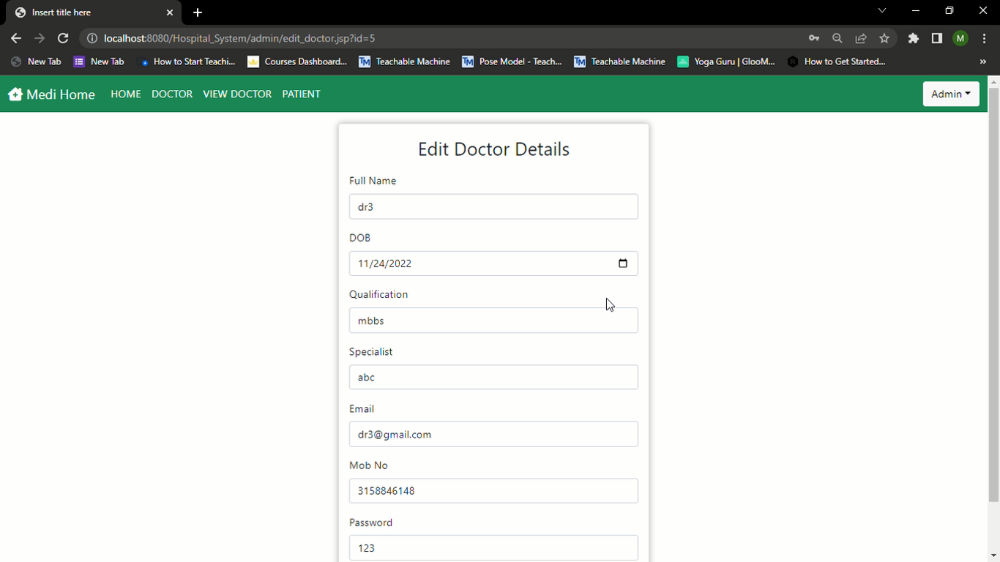 Insert title here
localhost:8080/Hospital_System/admin/edit_doctor.jsp?id=5
M
New Tab New Tab How to Start Teachi... Courses Dashboard... TM Teachable Machine TM Pose Model - Teach... TM Teachable Machine Yoga Guru | GlooM... How to Get Started... »
Medi Home HOME DOCTOR VIEW DOCTOR PATIENT Admin
Edit Doctor Details
Full Name
dr3
DOB
11/24/2022
Qualification
mbbs
Specialist
abc
Email
dr3@gmail.com
Mob No
3158846148
Password
123